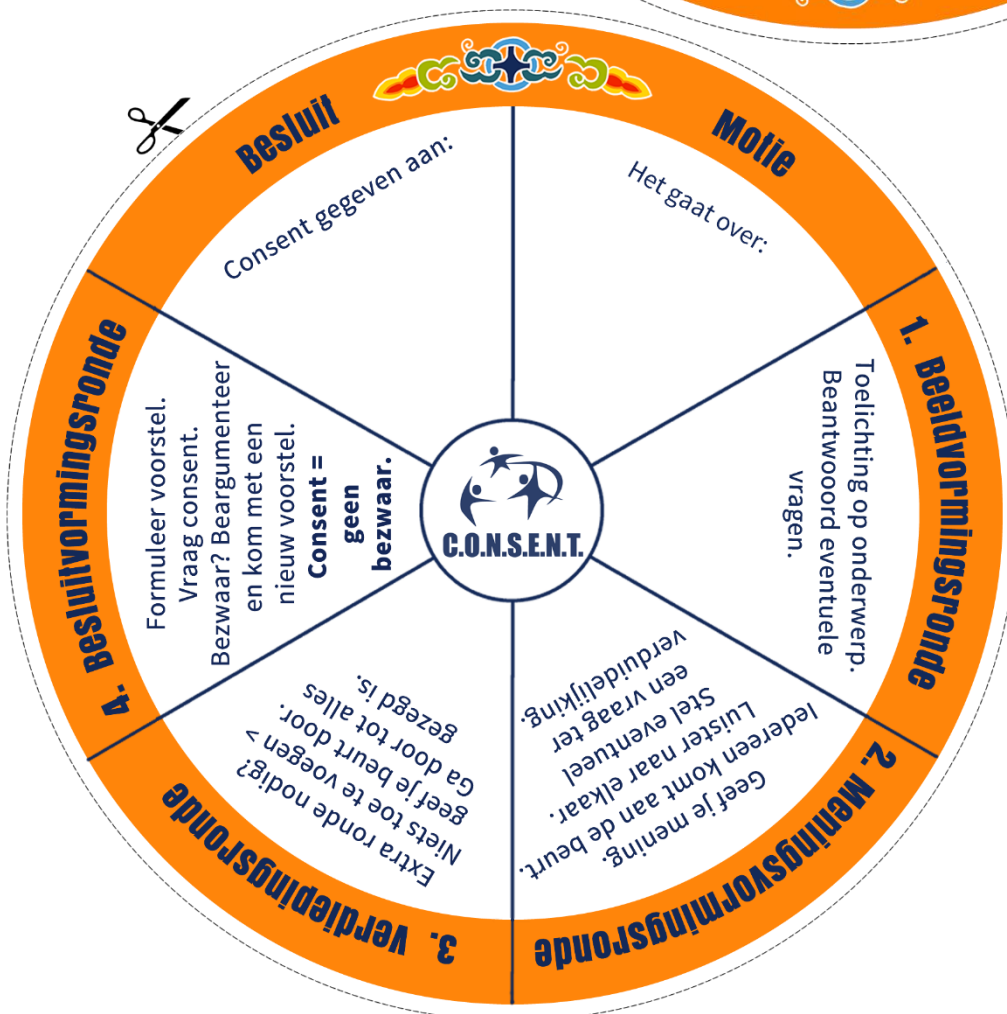 Motie
Het gaat over:
1. Beeldvormingsronde
Toelichting op onderwerp.
Beantwooord eventuele
vragen.
2. Meningsvormingsronde
Geef je mening.
Iedereen komt aan de beurt.
Luister naar elkaar.
Stel eventueel
een vraag ter
verduidelijking.
3. Verdiepingsronde
Extra ronde nodig?
Niets toe te voegen >
geef je beurt door.
Ga door tot alles
gezegd is.
4. Besluitvormingsronde
Formuleer voorstel.
Vraag consent.
Bezwaar? Beargumenteer
en kom met een
nieuw voorstel.
Consent =
geen
bezwaar.
Besluit
Consent gegeven aan:
C.O.N.S.E.N.T.